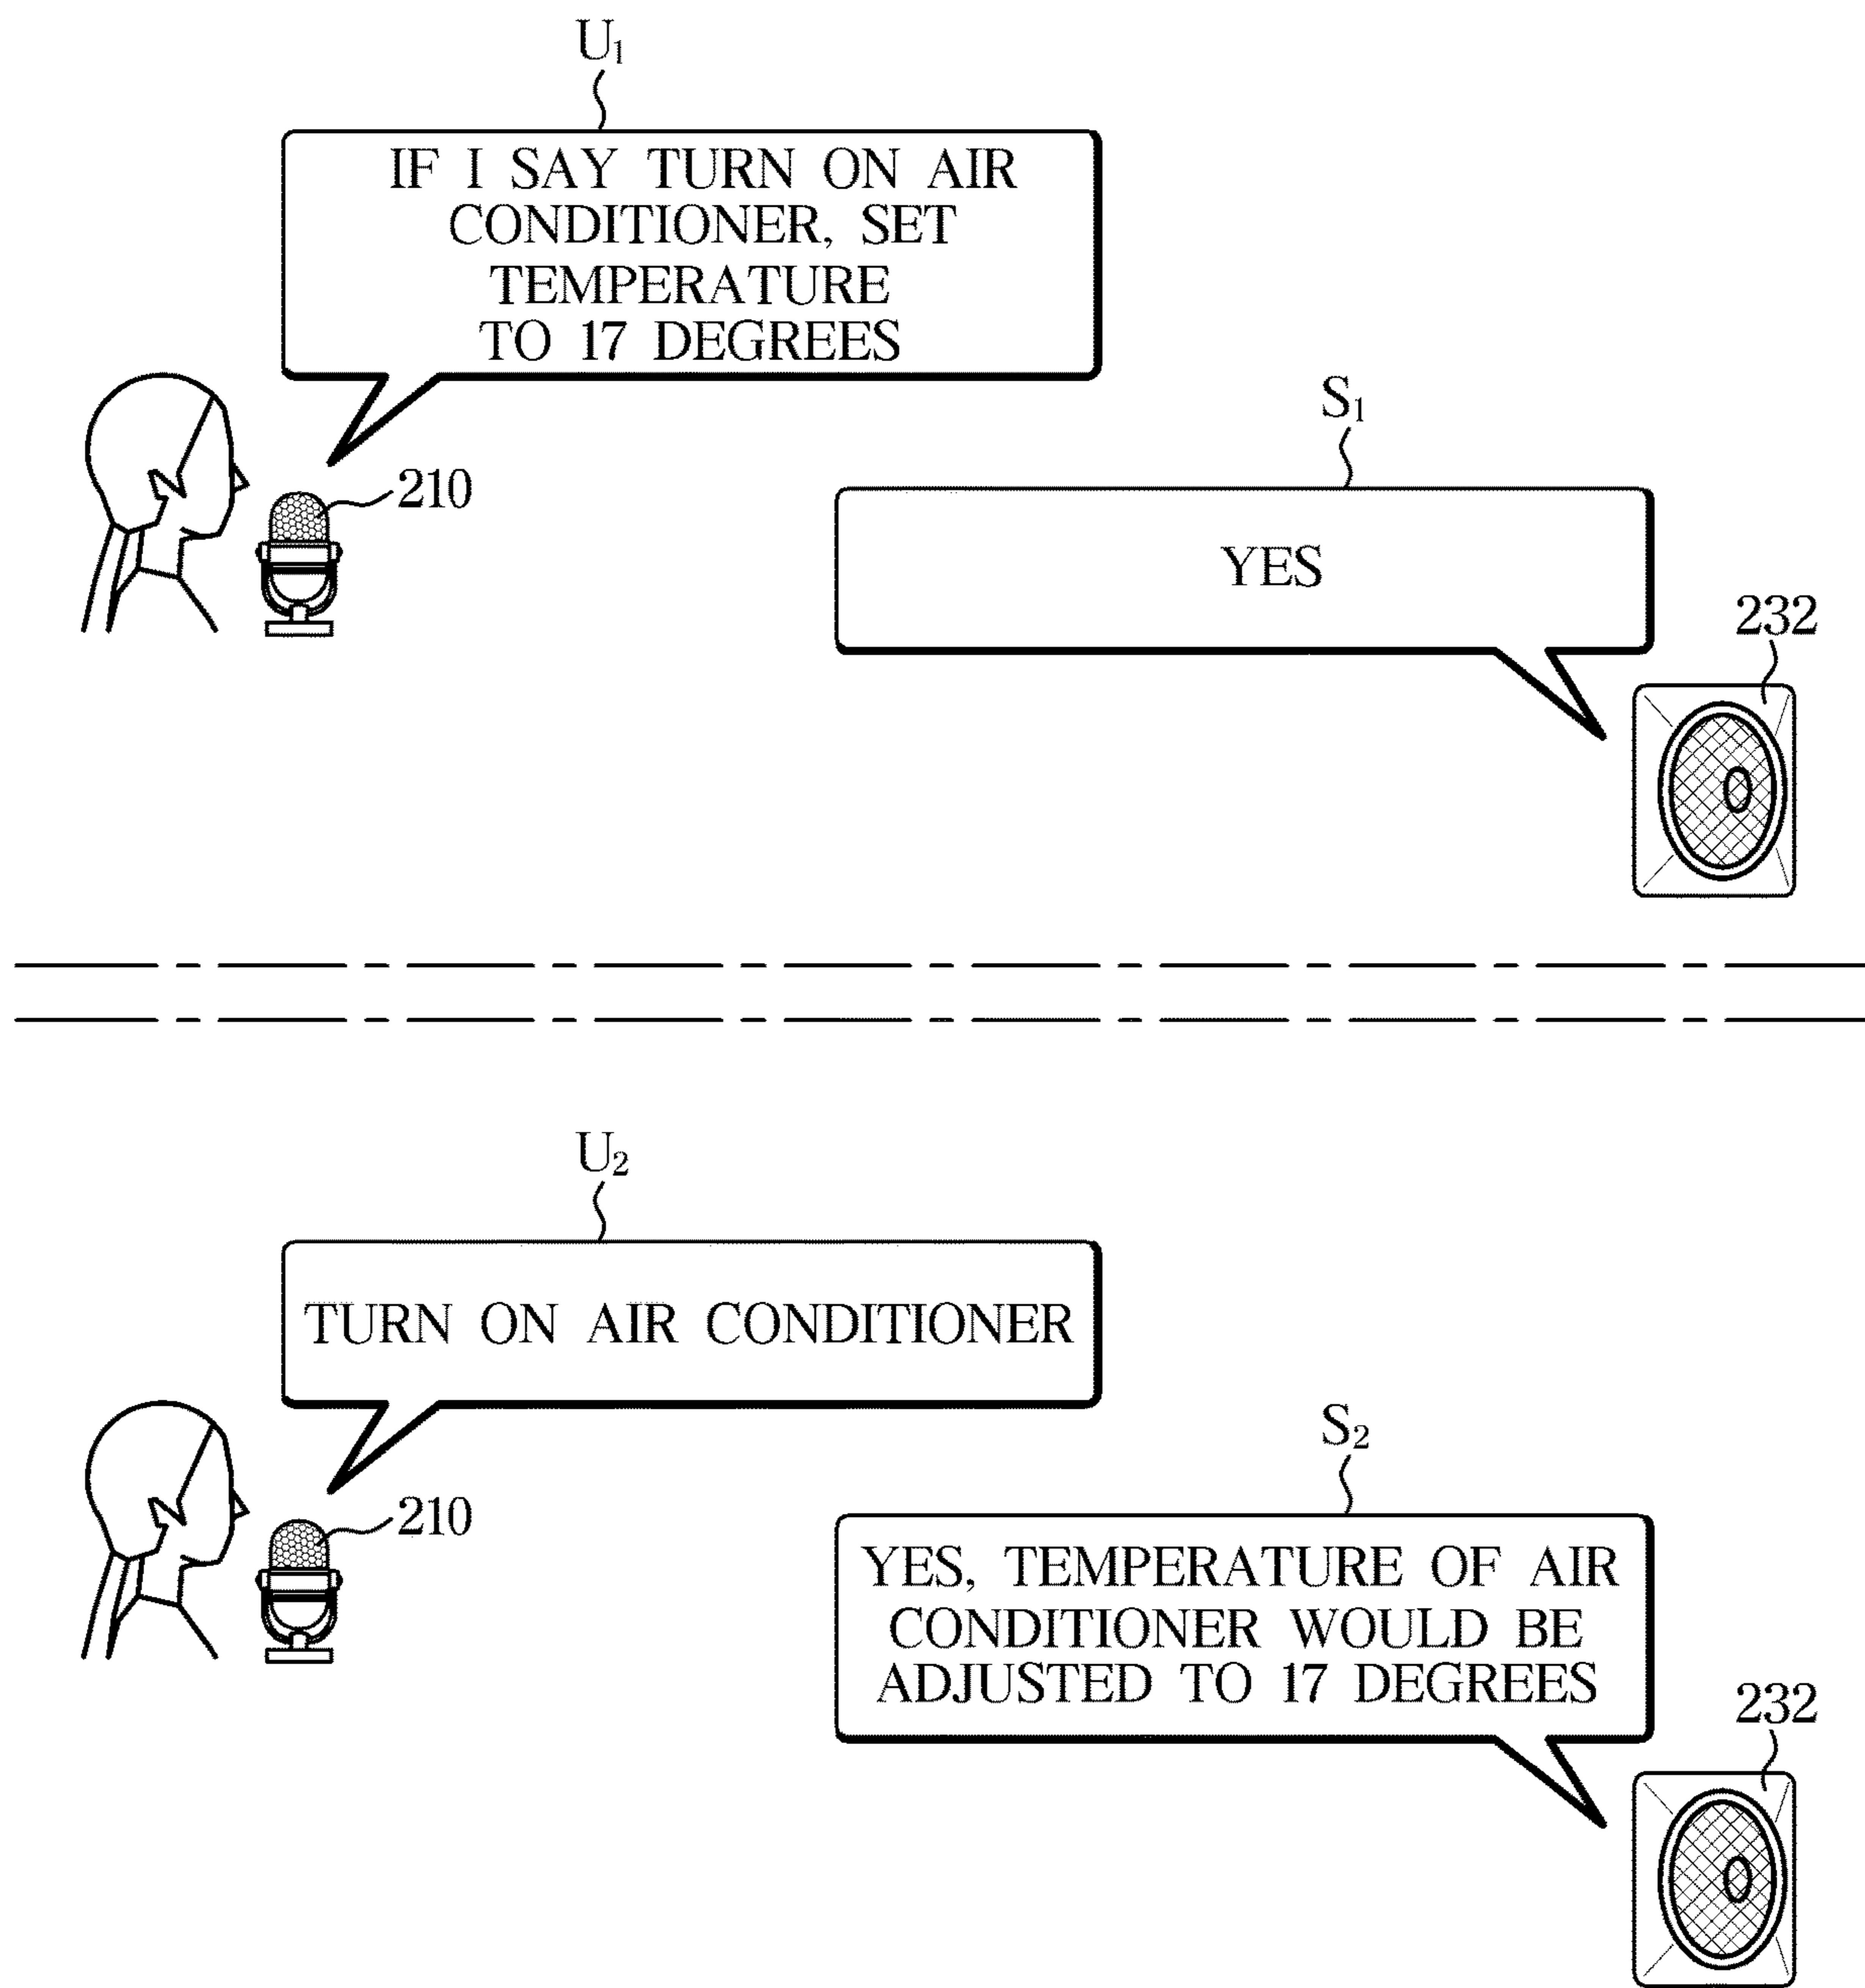 U₁
IF I SAY TURN ON AIR
CONDITIONER, SET
TEMPERATURE
TO 17 DEGREES
210
S₁
YES
232
U₂
TURN ON AIR CONDITIONER
210
S₂
YES, TEMPERATURE OF AIR
CONDITIONER WOULD BE
ADJUSTED TO 17 DEGREES
232